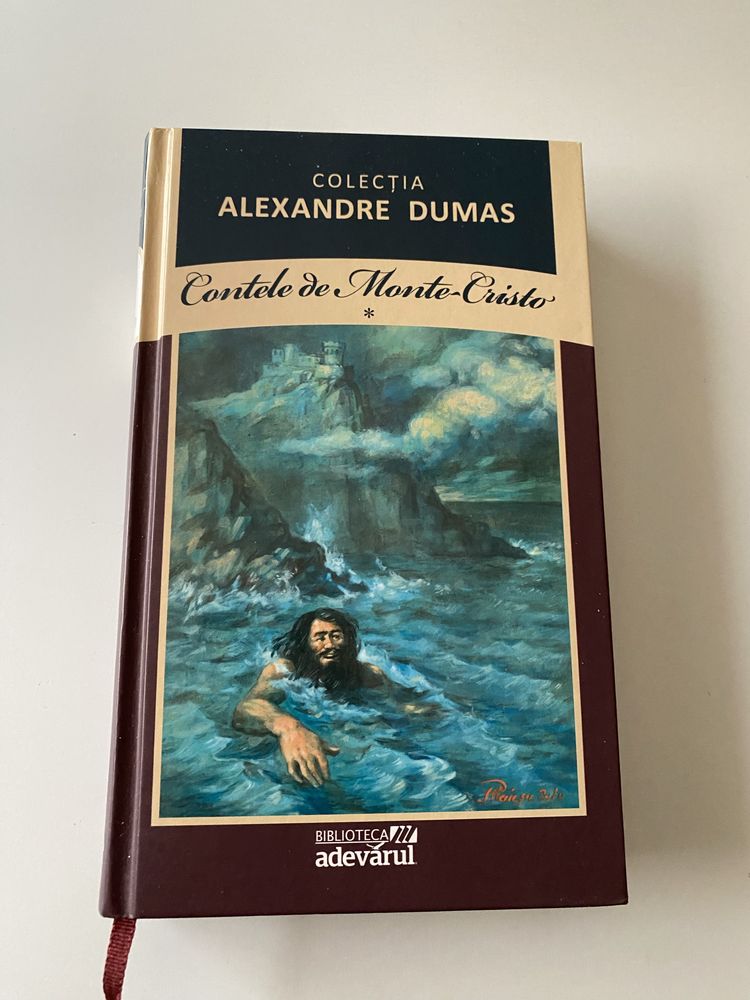 COLECȚIA
ALEXANDRE DUMAS
Contele de Monte-Cristo
*
BIBLIOTECA
adevărul